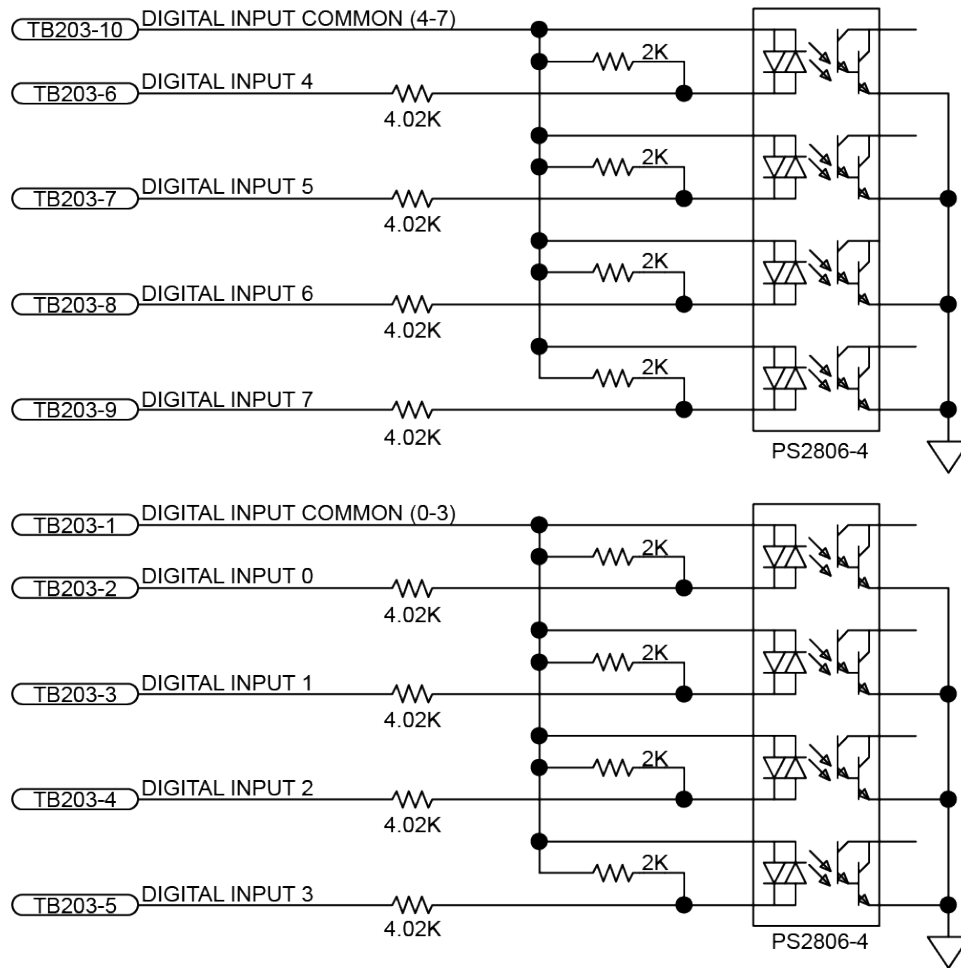 TB203-10 DIGITAL INPUT COMMON (4-7)
2K
TB203-6 DIGITAL INPUT 4
4.02K
2K
TB203-7 DIGITAL INPUT 5
4.02K
2K
TB203-8 DIGITAL INPUT 6
4.02K
2K
TB203-9 DIGITAL INPUT 7
4.02K
PS2806-4
TB203-1 DIGITAL INPUT COMMON (0-3)
2K
TB203-2 DIGITAL INPUT 0
4.02K
2K
TB203-3 DIGITAL INPUT 1
4.02K
2K
TB203-4 DIGITAL INPUT 2
4.02K
2K
TB203-5 DIGITAL INPUT 3
4.02K
PS2806-4